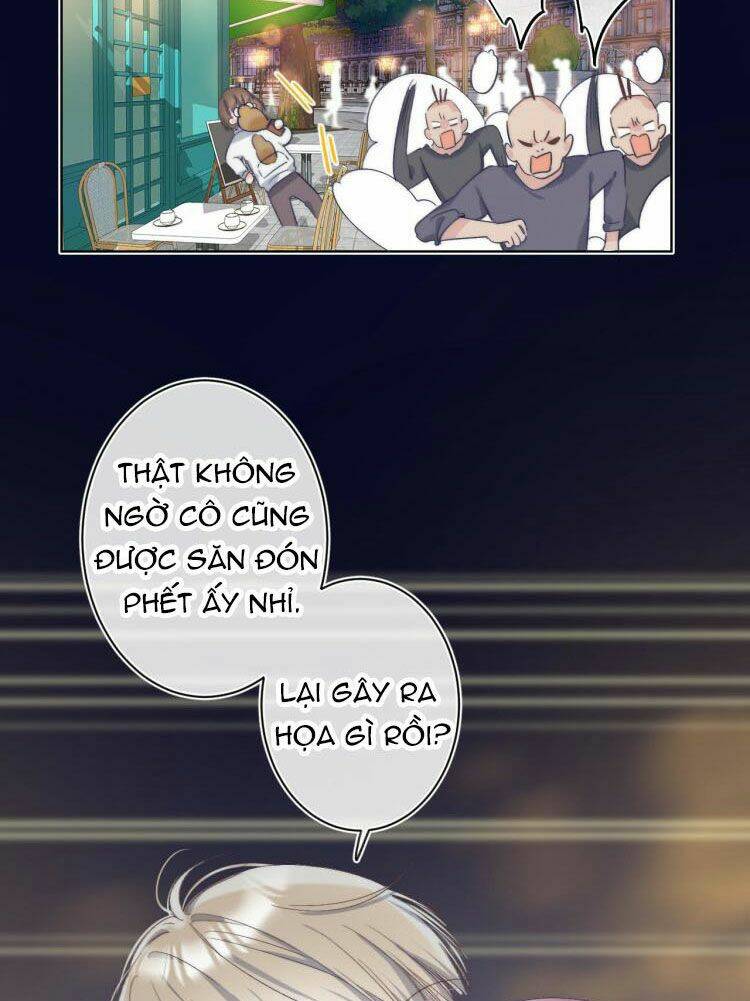 THẬT KHÔNG
NGỜ CÔ CŨNG
ĐƯỢC SĂN ĐÓN
PHẾT ẤY NHỈ.
LẠI GÂY RA
HỌA GÌ RỒI?